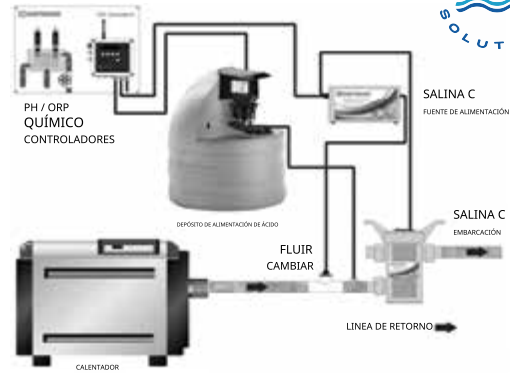 SOLUT
SALINA C
FUENTE DE ALIMENTACIÓN
PH / ORP
QUÍMICO
CONTROLADORES
DEPÓSITO DE ALIMENTACIÓN DE ÁCIDO
SALINA C
EMBARCACIÓN
FLUIR
CAMBIAR
LINEA DE RETORNO
CALENTADOR